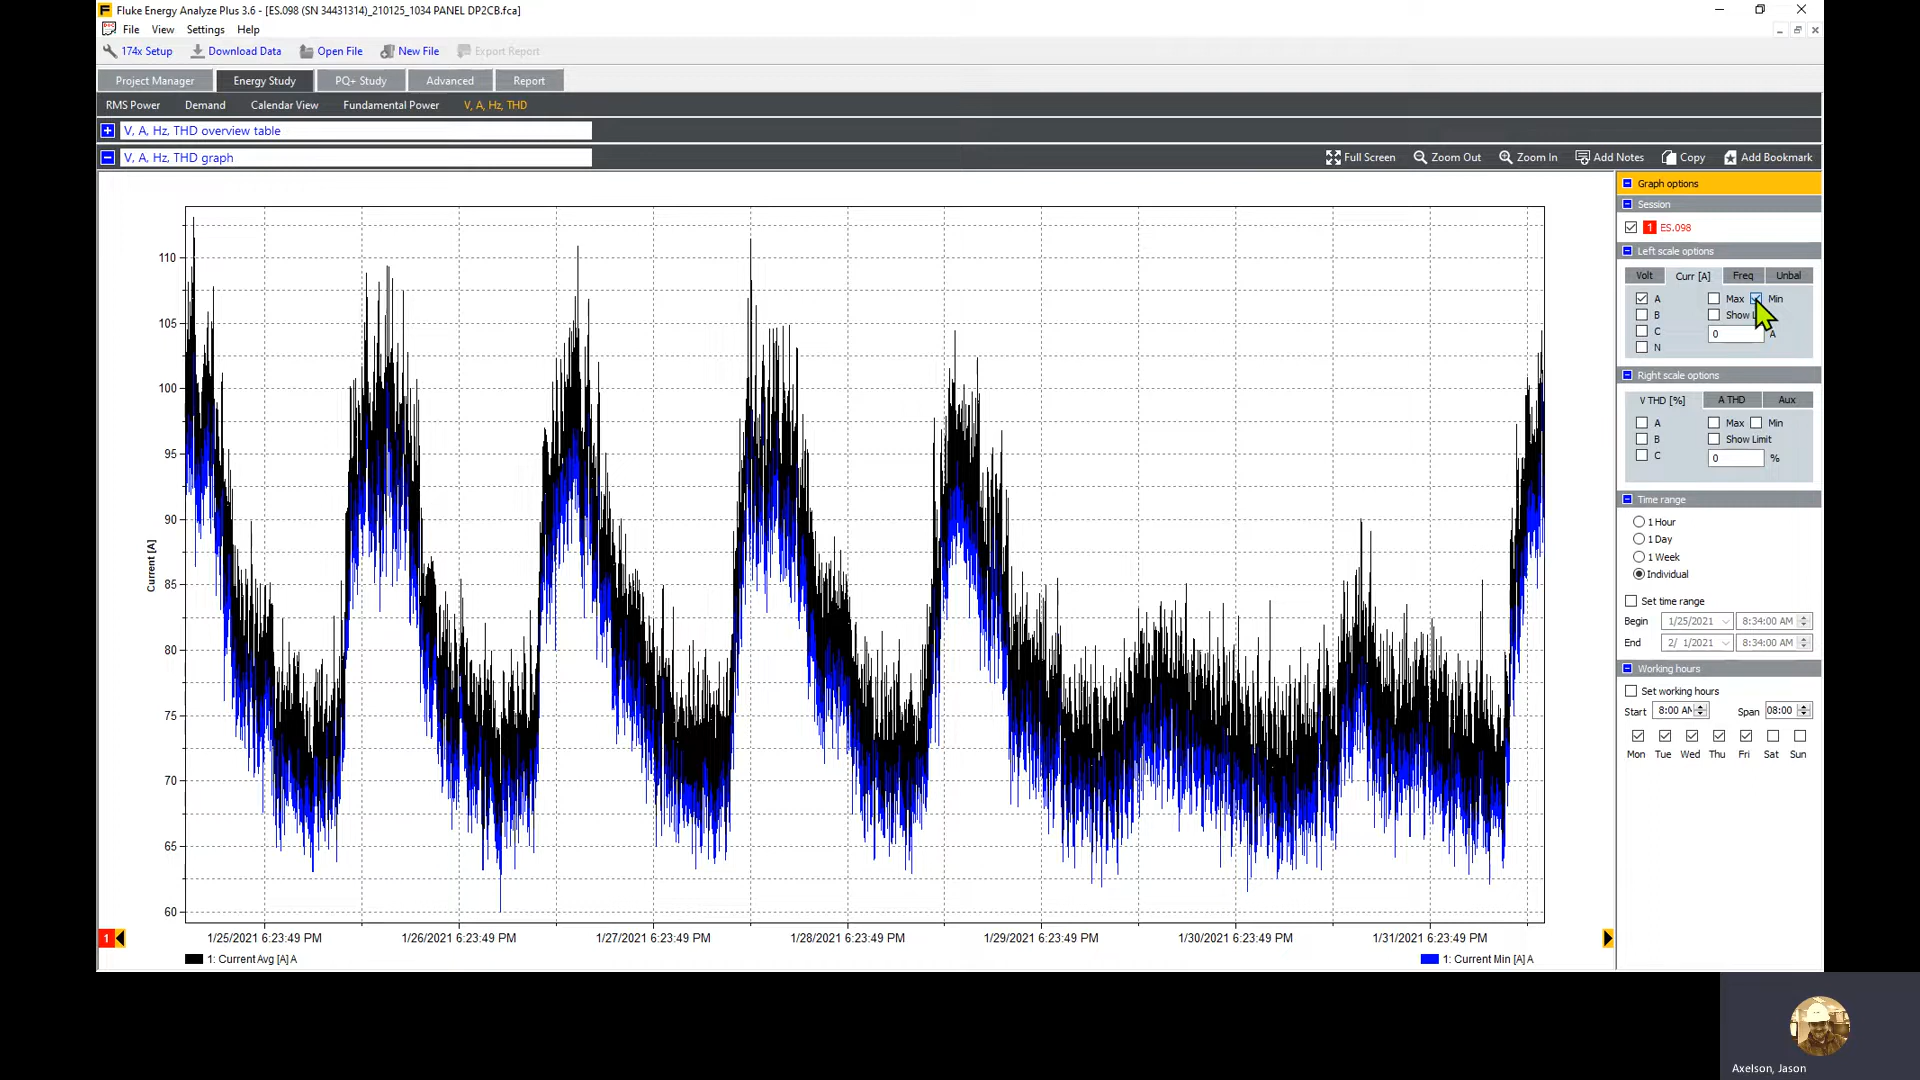 Fluke Energy Analyze Plus 3.6 - [ES.098 (SN 34431314)_210125_1034 PANEL DP2CB.fca]
File View Settings Help
174x Setup Download Data Open File New File Export Report
Project Manager Energy Study PQ+ Study Advanced Report
RMS Power Demand Calendar View Fundamental Power V, A, Hz, THD
V, A, Hz, THD overview table
V, A, Hz, THD graph
Full Screen Zoom Out Zoom In Add Notes Copy Add Bookmark
Graph options
Session
1 ES.098
Left scale options
Volt Curr [A] Freq Unbal
A Max Min
B Show
C 0 A
N
Right scale options
V THD [%] A THD Aux
A Max Min
B Show Limit
C 0 %
Time range
1 Hour
1 Day
1 Week
Individual
Set time range
Begin 1/25/2021 8:34:00 AM
End 2/ 1/2021 8:34:00 AM
Working hours
Set working hours
Start 8:00 AM Span 08:00
Mon Tue Wed Thu Fri Sat Sun
110
105
100
95
90
85
80
75
70
65
60
Current [A]
1
1/25/2021 6:23:49 PM 1/26/2021 6:23:49 PM 1/27/2021 6:23:49 PM 1/28/2021 6:23:49 PM 1/29/2021 6:23:49 PM 1/30/2021 6:23:49 PM 1/31/2021 6:23:49 PM
1: Current Avg [A] A 1: Current Min [A] A
Axelson, Jason